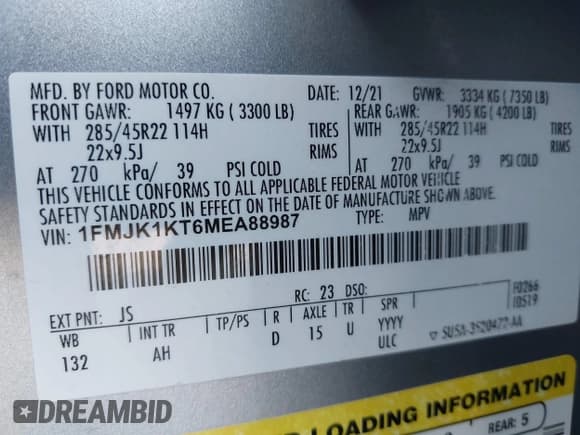 MFD. BY FORD MOTOR CO.
DATE: 12/21 GVWR: 3334 KG ( 7350 LB)
FRONT GAWR: 1497 KG ( 3300 LB)
REAR GAWR: 1905 KG ( 4200 LB)
WITH 285/45R22 114H TIRES
WITH 285/45R22 114H TIRES
22x9.5J RIMS
22x9.5J RIMS
AT 270 kPa/ 39 PSI COLD
AT 270 kPa/ 39 PSI COLD
THIS VEHICLE CONFORMS TO ALL APPLICABLE FEDERAL MOTOR VEHICLE
SAFETY STANDARDS IN EFFECT ON THE DATE OF MANUFACTURE SHOWN ABOVE.
VIN: 1FMJK1KT6MEA88987 TYPE: MPV
F0266
RC: 23 DSO: 10519
EXT PNT: JS
WB INT TR TP/PS R AXLE TR SPR
132 AH D 15 U YYYY
ULC
REAR: 5
LOADING INFORMATION
DREAMBID